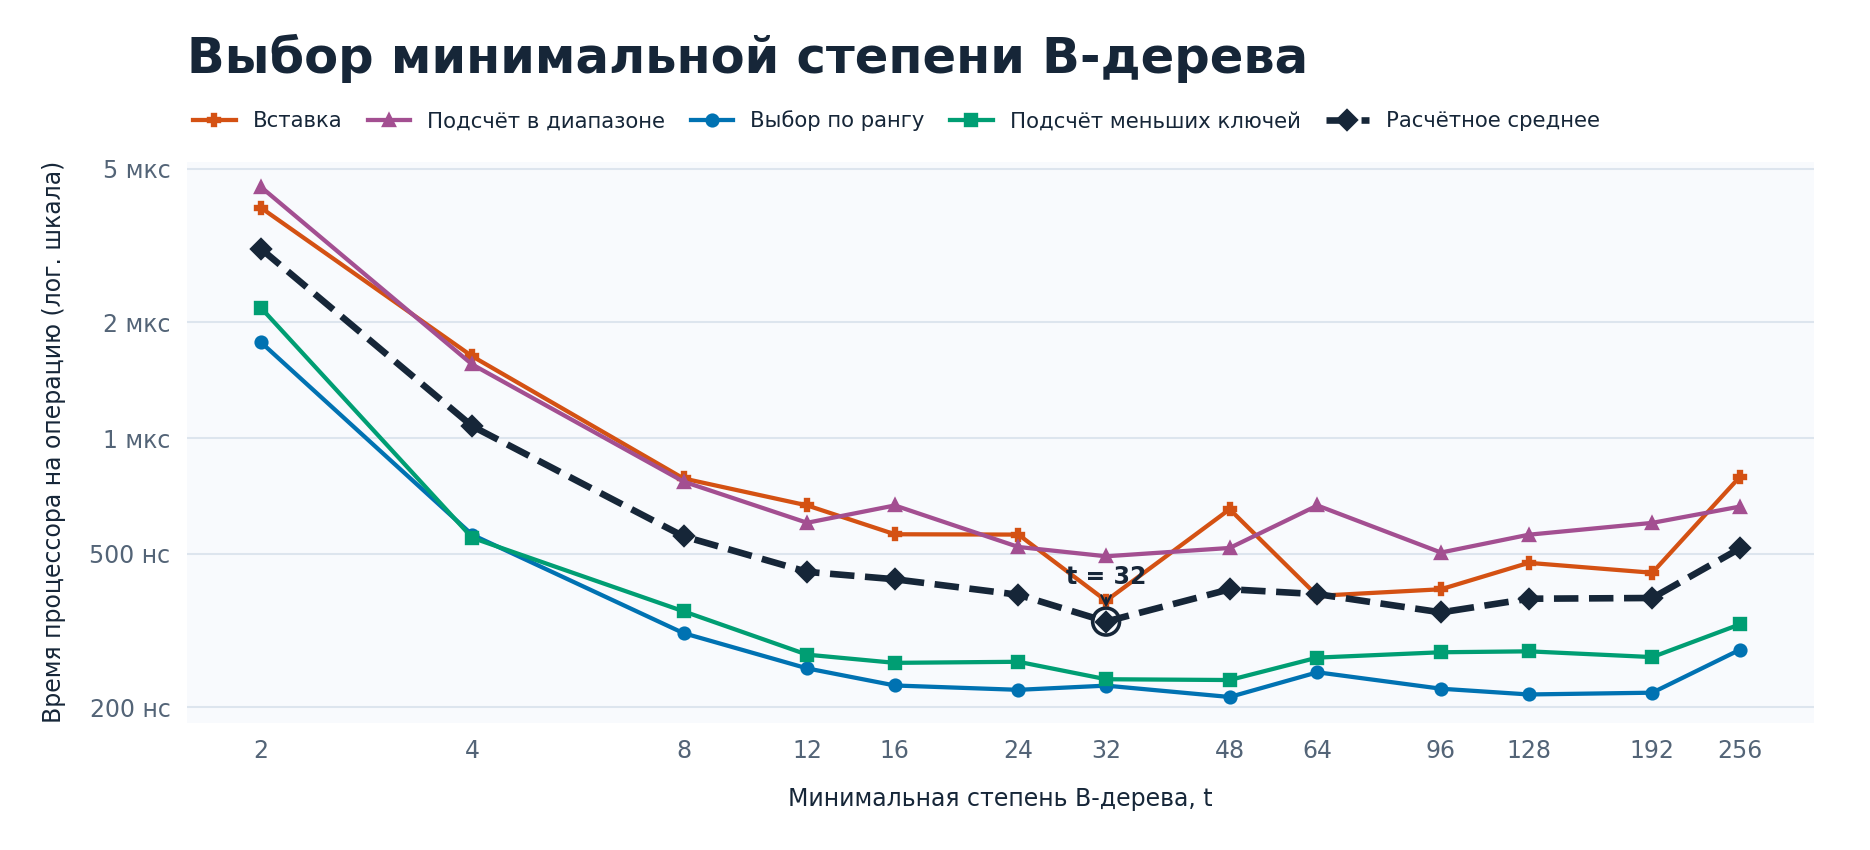 Выбор минимальной степени B-дерева
Вставка Подсчёт в диапазоне Выбор по рангу Подсчёт меньших ключей Расчётное среднее
Время процессора на операцию (лог. шкала)
5 мкс
2 мкс
1 мкс
500 нс
200 нс
t = 32
2 4 8 12 16 24 32 48 64 96 128 192 256
Минимальная степень B-дерева, t